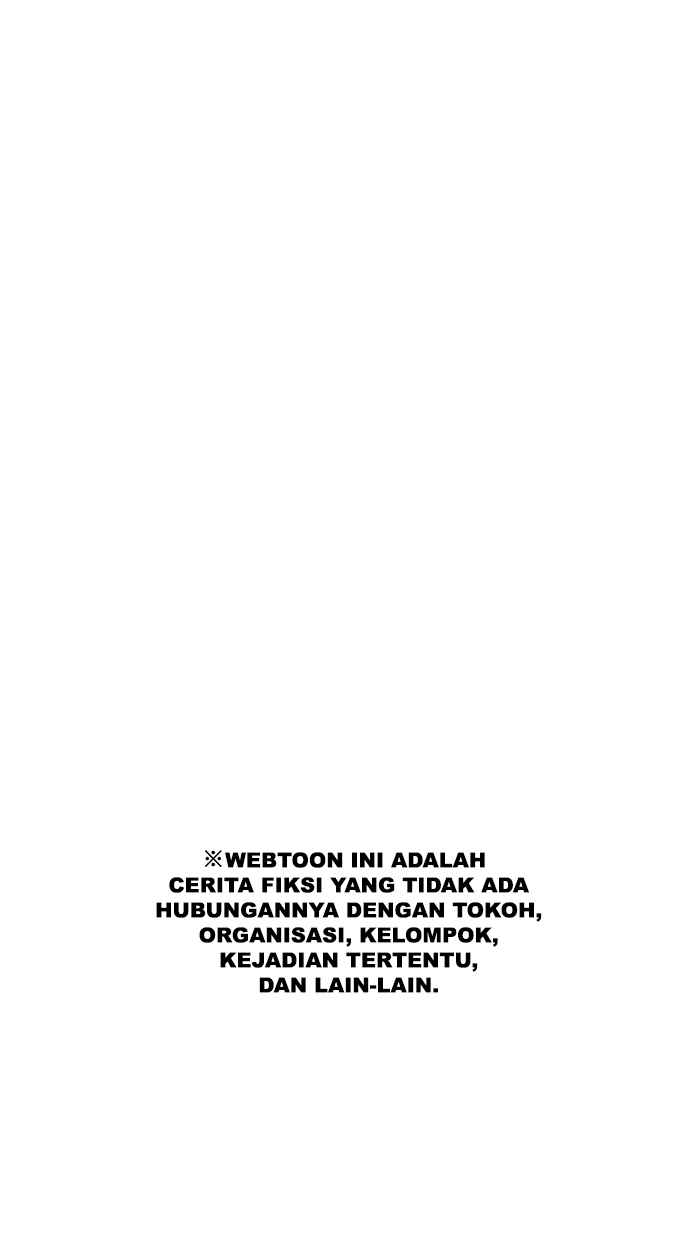 ※WEBTOON INI ADALAH
CERITA FIKSI YANG TIDAK ADA
HUBUNGANNYA DENGAN TOKOH,
ORGANISASI, KELOMPOK,
KEJADIAN TERTENTU,
DAN LAIN-LAIN.